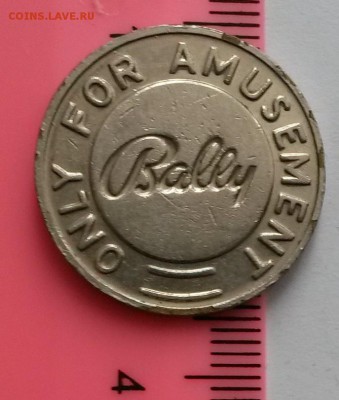 COINS.LAVE.RU
ONLY FOR AMUSEMENT
Bally
4